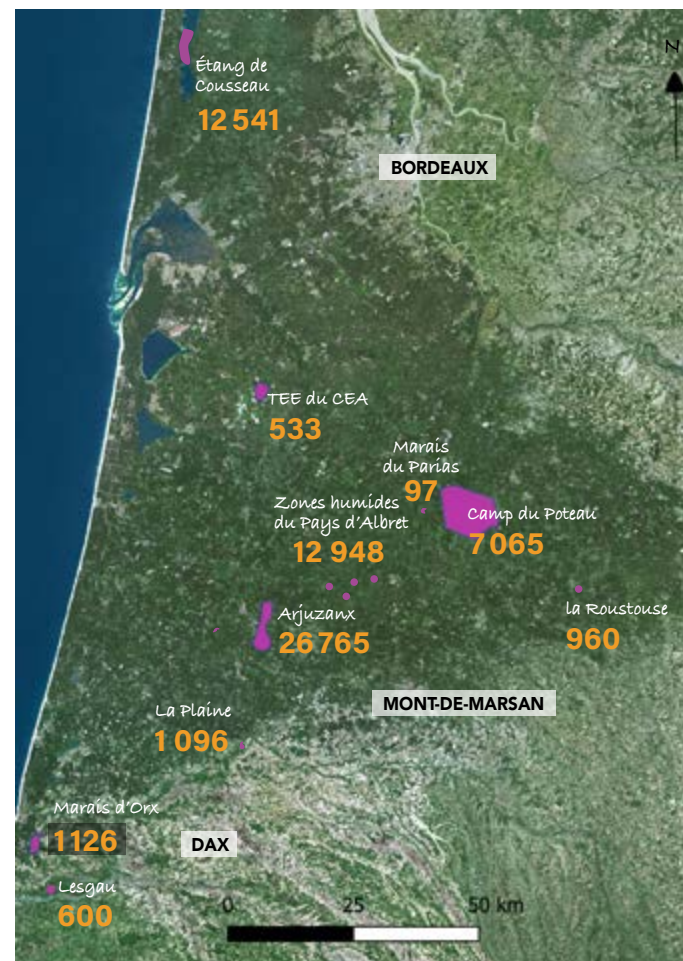 N
Étang de
Cousseau
12 541
BORDEAUX
TEE du CEA
533
Marais
du Parias
97
Zones humides
du Pays d'Albret
12 948
Camp du Poteau
7 065
Arjuzanx
26 765
la Roustouse
960
MONT-DE-MARSAN
La Plaine
1 096
Marais d'Orx
1126
DAX
Lesgau
600
0 25 50 km